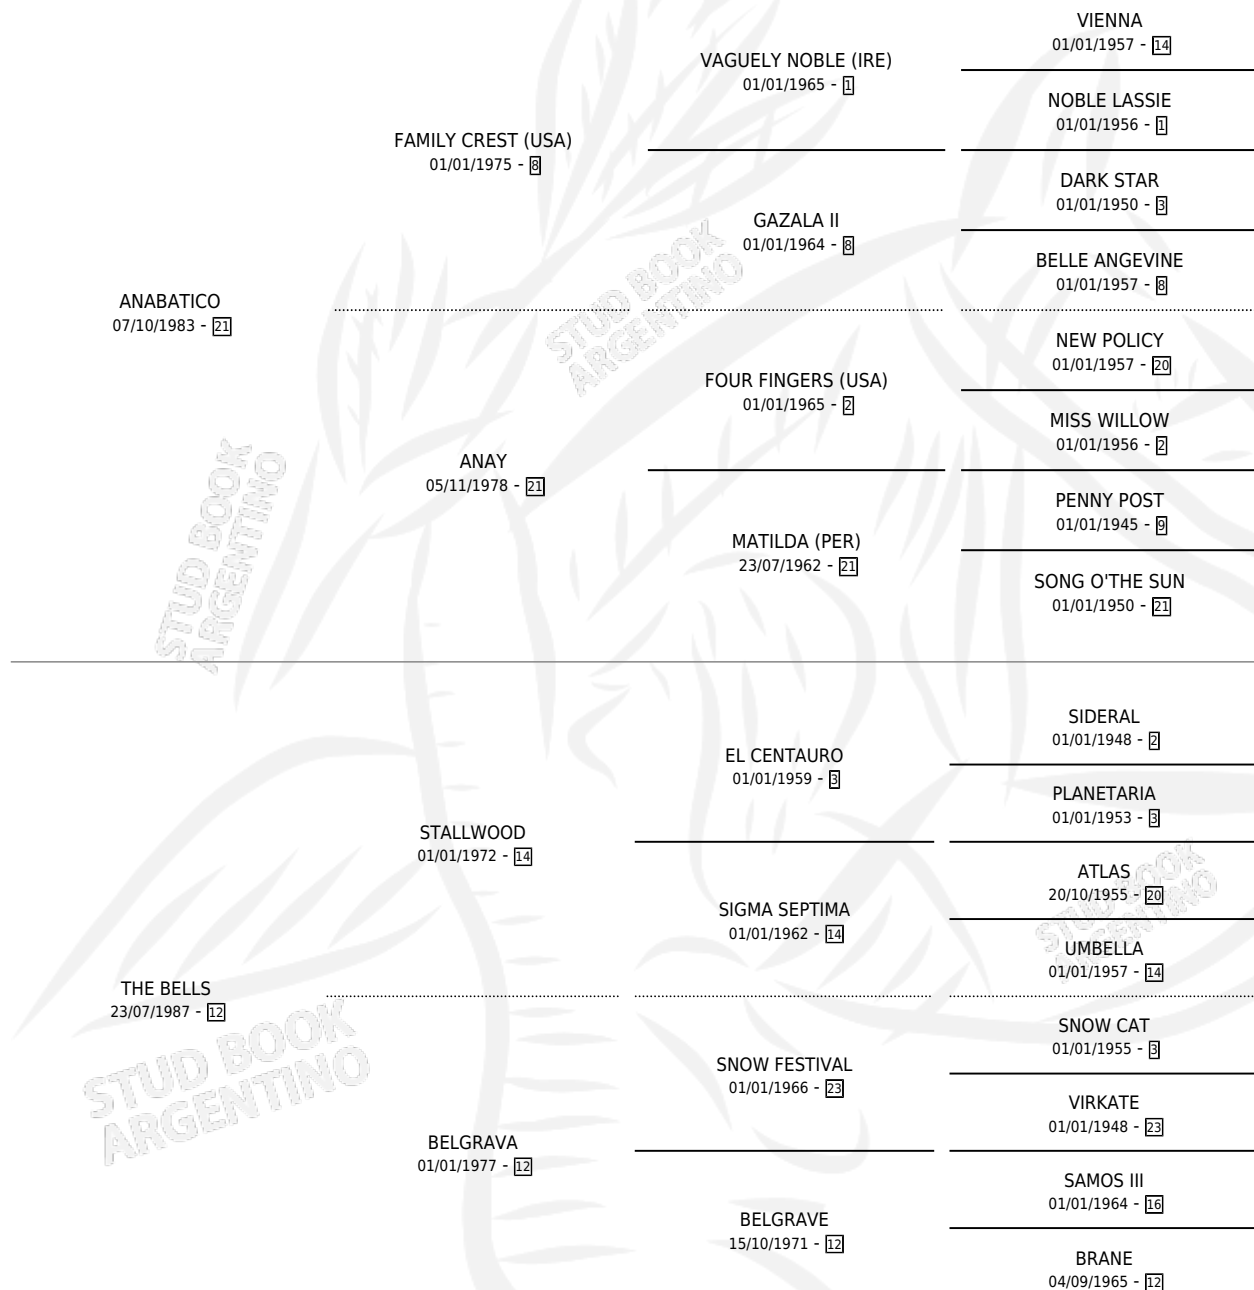 VIENNA
01/01/1957 - 14
VAGUELY NOBLE (IRE)
01/01/1965 - 1
NOBLE LASSIE
01/01/1956 - 1
FAMILY CREST (USA)
01/01/1975 - 8
DARK STAR
01/01/1950 - 3
GAZALA II
01/01/1964 - 8
BELLE ANGEVINE
01/01/1957 - 8
ANABATICO
07/10/1983 - 21
NEW POLICY
01/01/1957 - 20
FOUR FINGERS (USA)
01/01/1965 - 2
MISS WILLOW
01/01/1956 - 2
ANAY
05/11/1978 - 21
PENNY POST
01/01/1945 - 9
MATILDA (PER)
23/07/1962 - 21
SONG O'THE SUN
01/01/1950 - 21
SIDERAL
01/01/1948 - 2
EL CENTAURO
01/01/1959 - 3
PLANETARIA
01/01/1953 - 3
STALLWOOD
01/01/1972 - 14
ATLAS
20/10/1955 - 20
SIGMA SEPTIMA
01/01/1962 - 14
UMBELLA
01/01/1957 - 14
THE BELLS
23/07/1987 - 12
SNOW CAT
01/01/1955 - 3
SNOW FESTIVAL
01/01/1966 - 23
VIRKATE
01/01/1948 - 23
BELGRAVA
01/01/1977 - 12
SAMOS III
01/01/1964 - 16
BELGRAVE
15/10/1971 - 12
BRANE
04/09/1965 - 12
STUD BOOK
ARGENTINO
STUD BOOK
ARGENTINO
STUD BOOK
ARGENTINO
STUD BOOK
ARGENTINO